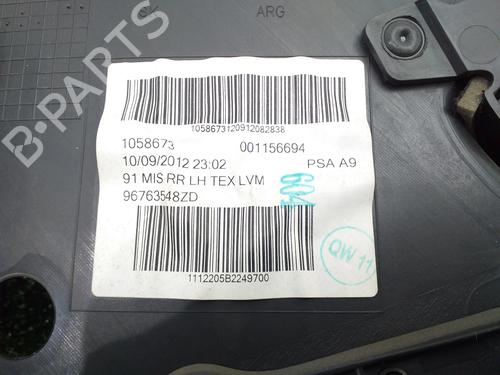 B-PARTS
ARG
1058673120912082838
1058673 001156694
10/09/2012 23:02 PSA A9
91 MIS RR LH TEX LVM 604
96763548ZD
QW 11
1112205B2249700